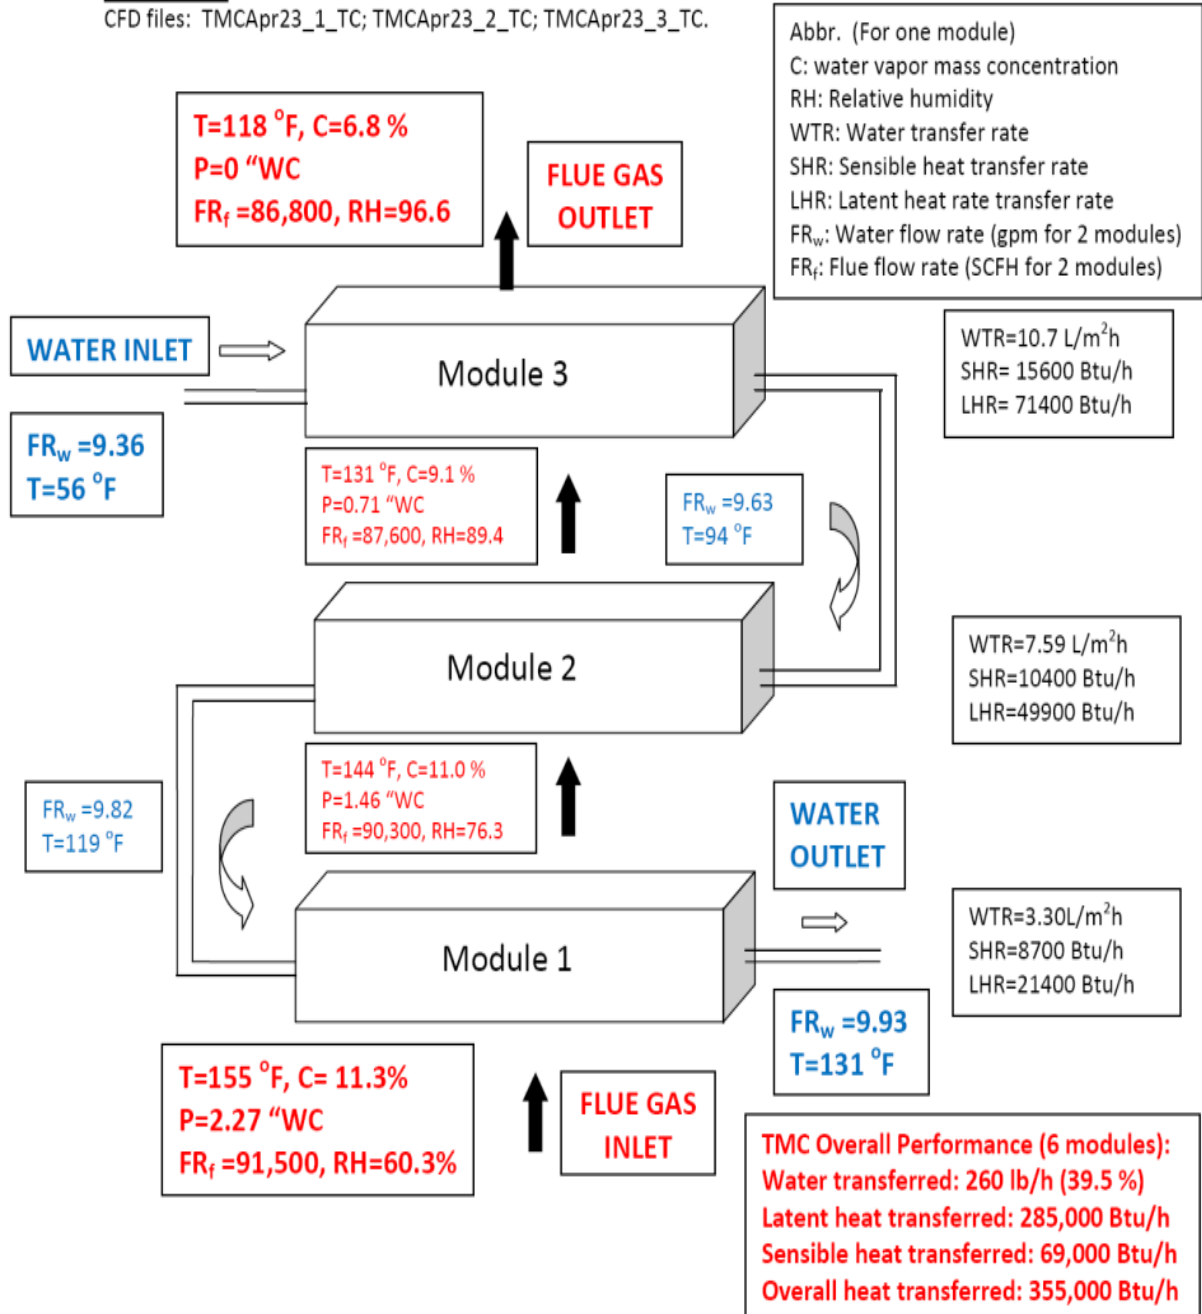 CFD files: TMCApr23_1_TC; TMCApr23_2_TC; TMCApr23_3_TC.
Abbr. (For one module)
C: water vapor mass concentration
RH: Relative humidity
WTR: Water transfer rate
SHR: Sensible heat transfer rate
LHR: Latent heat rate transfer rate
FRw: Water flow rate (gpm for 2 modules)
FRf: Flue flow rate (SCFH for 2 modules)
T=118 °F, C=6.8 %
P=0 “WC
FRf =86,800, RH=96.6
FLUE GAS
OUTLET
WATER INLET
Module 3
WTR=10.7 L/m²h
SHR= 15600 Btu/h
LHR= 71400 Btu/h
FRw =9.36
T=56 °F
T=131 °F, C=9.1 %
P=0.71 “WC
FRf =87,600, RH=89.4
FRw =9.63
T=94 °F
Module 2
WTR=7.59 L/m²h
SHR=10400 Btu/h
LHR=49900 Btu/h
T=144 °F, C=11.0 %
P=1.46 “WC
FRf =90,300, RH=76.3
FRw =9.82
T=119 °F
WATER
OUTLET
Module 1
WTR=3.30L/m²h
SHR=8700 Btu/h
LHR=21400 Btu/h
FRw =9.93
T=131 °F
T=155 °F, C= 11.3%
P=2.27 “WC
FRf =91,500, RH=60.3%
FLUE GAS
INLET
TMC Overall Performance (6 modules):
Water transferred: 260 lb/h (39.5 %)
Latent heat transferred: 285,000 Btu/h
Sensible heat transferred: 69,000 Btu/h
Overall heat transferred: 355,000 Btu/h